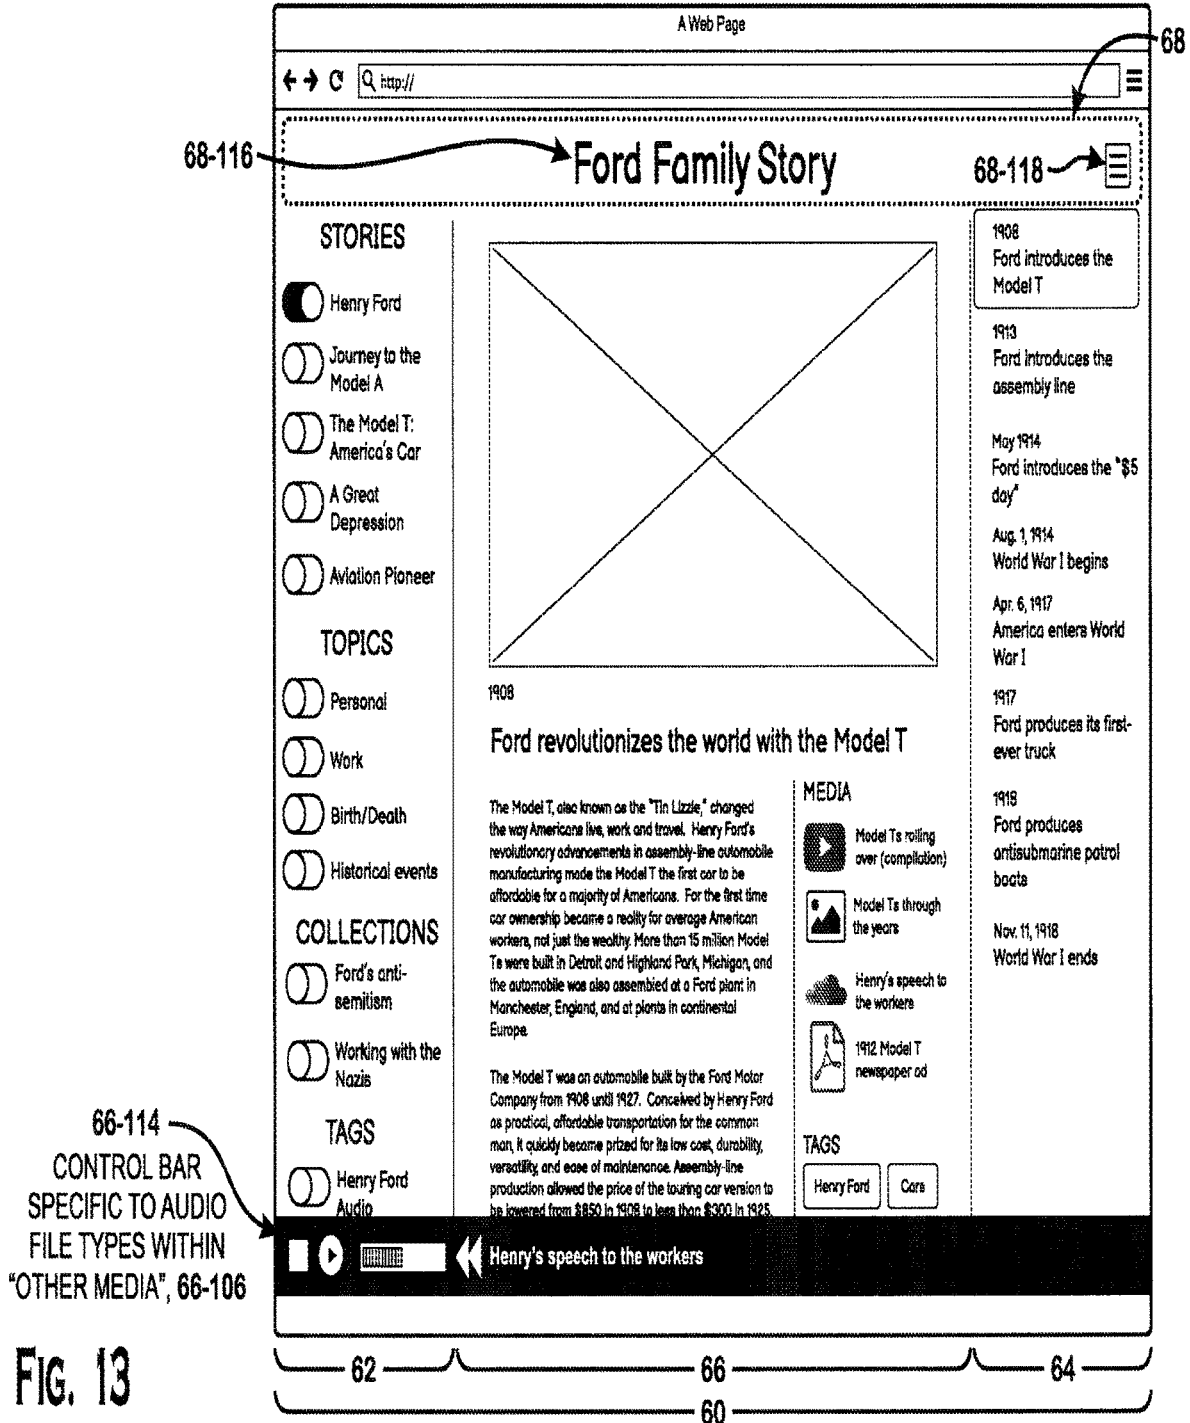 A Web Page
68
http://
68-116
Ford Family Story
68-118
STORIES
Henry Ford
Journey to the
Model A
The Model T:
America's Car
A Great
Depression
Aviation Pioneer
TOPICS
Personal
Work
Birth/Death
Historical events
COLLECTIONS
Ford's anti-
semitism
Working with the
Nazis
TAGS
Henry Ford
Audio
1908
Ford revolutionizes the world with the Model T
The Model T, also known as the "Tin Lizzie," changed
the way Americans live, work and travel. Henry Ford's
revolutionary advancements in assembly-line automobile
manufacturing made the Model T the first car to be
affordable for a majority of Americans. For the first time
car ownership became a reality for average American
workers, not just the wealthy. More than 15 million Model
Ts were built in Detroit and Highland Park, Michigan, and
the automobile was also assembled at a Ford plant in
Manchester, England, and at plants in continental
Europe.
The Model T was an automobile built by the Ford Motor
Company from 1908 until 1927. Conceived by Henry Ford
as practical, affordable transportation for the common
man, it quickly became prized for its low cost, durability,
versatility, and ease of maintenance. Assembly-line
production allowed the price of the touring car version to
be lowered from $850 in 1908 to less than $300 in 1925.
MEDIA
Model Ts rolling
over (compilation)
Model Ts through
the years
Henry's speech to
the workers
1912 Model T
newspaper ad
TAGS
Henry Ford
Cars
1908
Ford introduces the
Model T
1913
Ford introduces the
assembly line
May 1914
Ford introduces the "$5
day"
Aug. 1, 1914
World War I begins
Apr. 6, 1917
America enters World
War I
1917
Ford produces its first-
ever truck
1918
Ford produces
antisubmarine patrol
boats
Nov. 11, 1918
World War I ends
66-114
CONTROL BAR
SPECIFIC TO AUDIO
FILE TYPES WITHIN
"OTHER MEDIA", 66-106
Henry's speech to the workers
FIG. 13
62
66
64
60